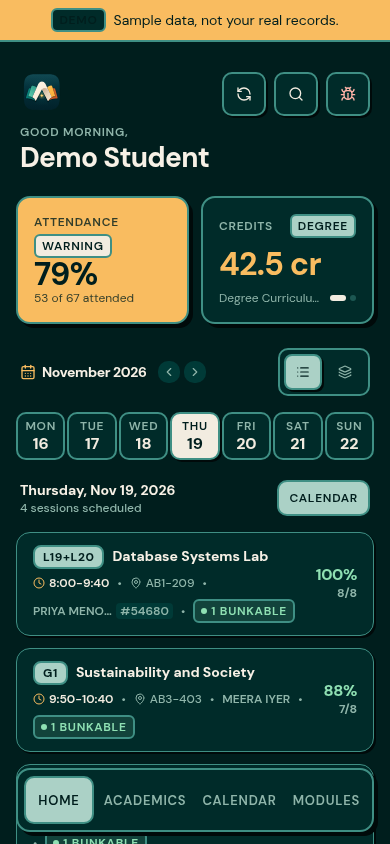 DEMO Sample data, not your real records.
GOOD MORNING,
Demo Student
ATTENDANCE
WARNING
79%
53 of 67 attended
CREDITS DEGREE
42.5 cr
Degree Curriculu...
November 2026
MON TUE WED THU FRI SAT SUN
16 17 18 19 20 21 22
Thursday, Nov 19, 2026
4 sessions scheduled
CALENDAR
L19+L20 Database Systems Lab
8:00–9:40 • AB1-209 •
PRIYA MENO... #54680 • 1 BUNKABLE
100%
8/8
G1 Sustainability and Society
9:50–10:40 • AB3-403 • MEERA IYER •
1 BUNKABLE
88%
7/8
HOME ACADEMICS CALENDAR MODULES
1 BUNKABLE